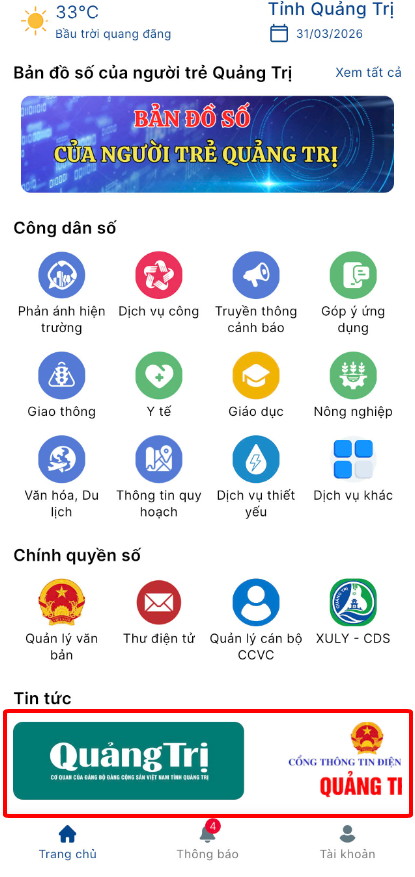 33°C
Tỉnh Quảng Trị
Bầu trời quang đãng
31/03/2026
Bản đồ số của người trẻ Quảng Trị
Xem tất cả
BẢN ĐỒ SỐ
CỦA NGƯỜI TRẺ QUẢNG TRỊ
Công dân số
Phản ánh hiện trường
Dịch vụ công
Truyền thông cảnh báo
Góp ý ứng dụng
Giao thông
Y tế
Giáo dục
Nông nghiệp
Văn hóa, Du lịch
Thông tin quy hoạch
Dịch vụ thiết yếu
Dịch vụ khác
Chính quyền số
Quản lý văn bản
Thư điện tử
Quản lý cán bộ CCVC
XULY - CDS
Tin tức
QuảngTrị
CƠ QUAN CỦA ĐẢNG BỘ ĐẢNG CỘNG SẢN VIỆT NAM TỈNH QUẢNG TRỊ
CỔNG THÔNG TIN ĐIỆN
QUẢNG TI
4
Trang chủ
Thông báo
Tài khoản